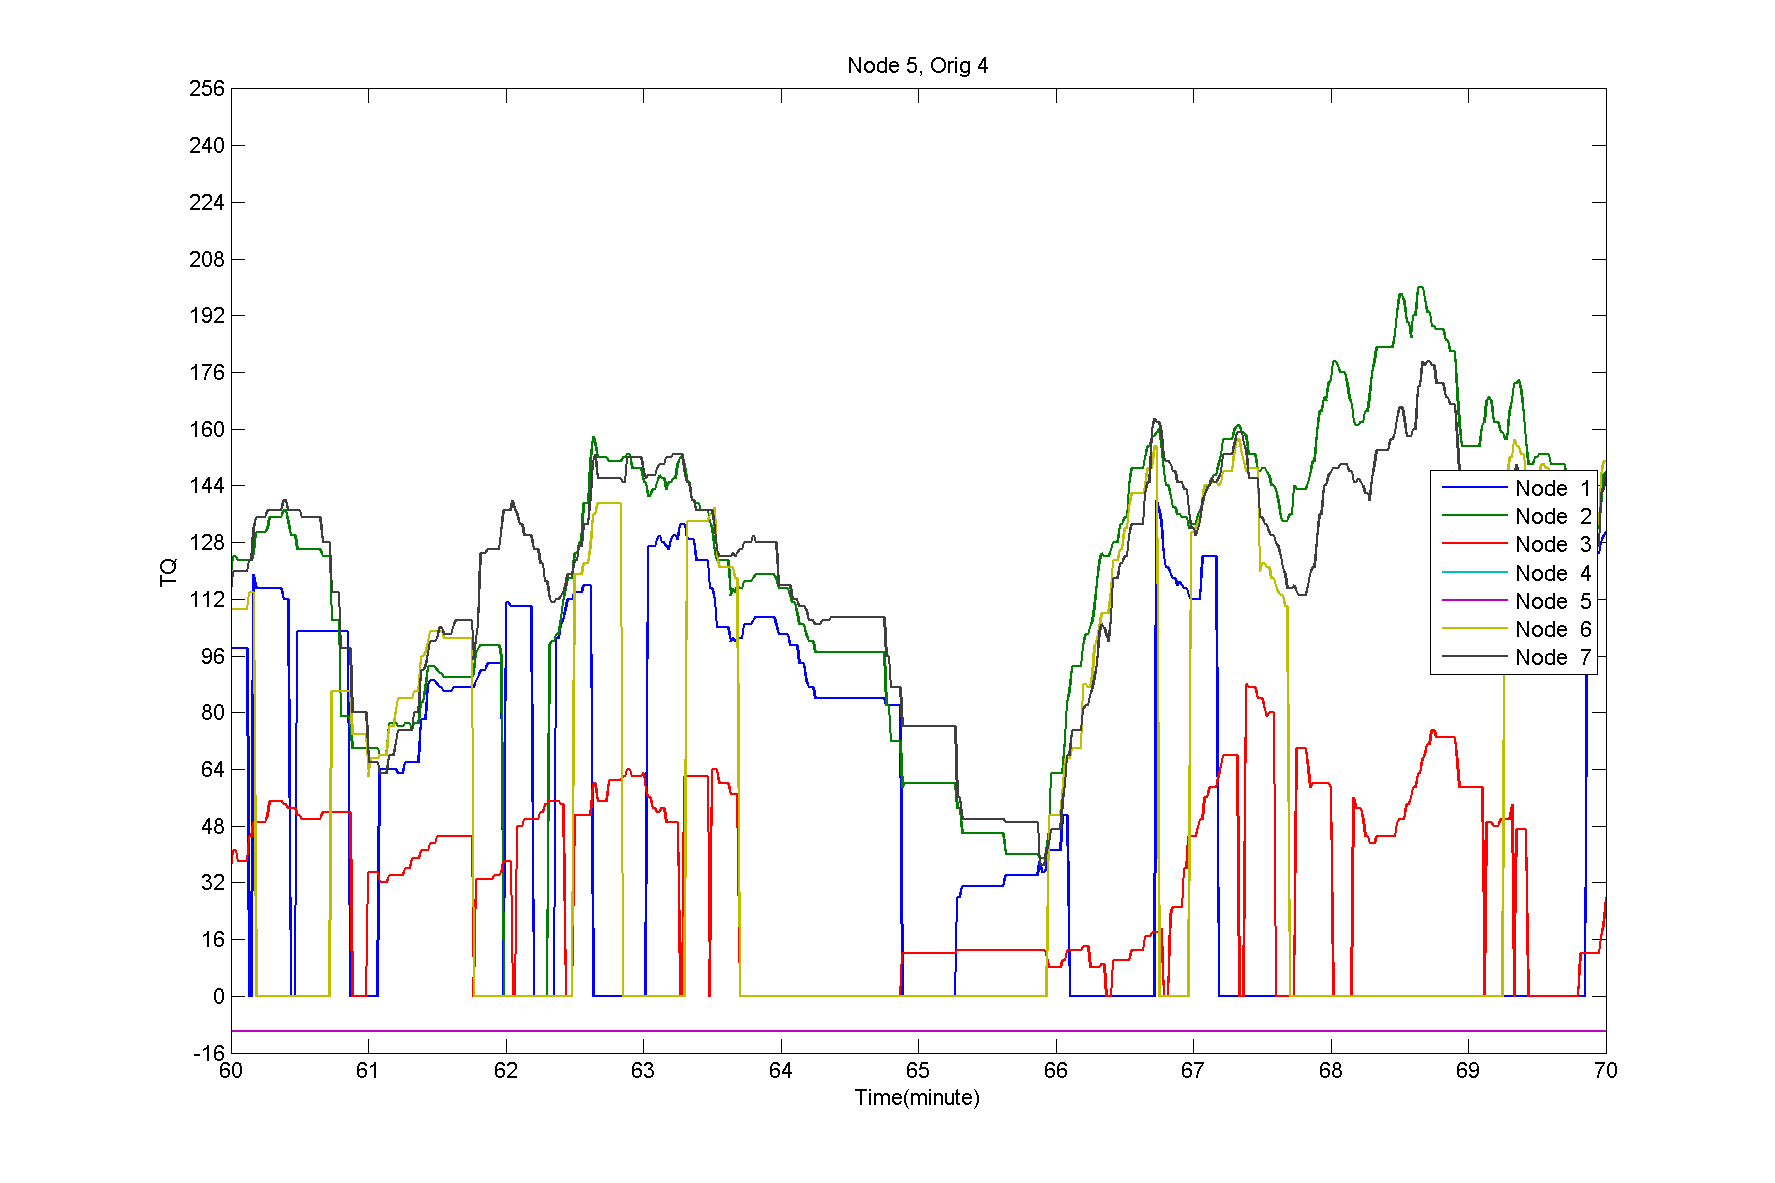 Node 5, Orig 4
256
240
224
208
192
176
160
144
128
112
96
80
64
48
32
16
0
-16
TQ
60 61 62 63 64 65 66 67 68 69 70
Time(minute)
Node 1
Node 2
Node 3
Node 4
Node 5
Node 6
Node 7